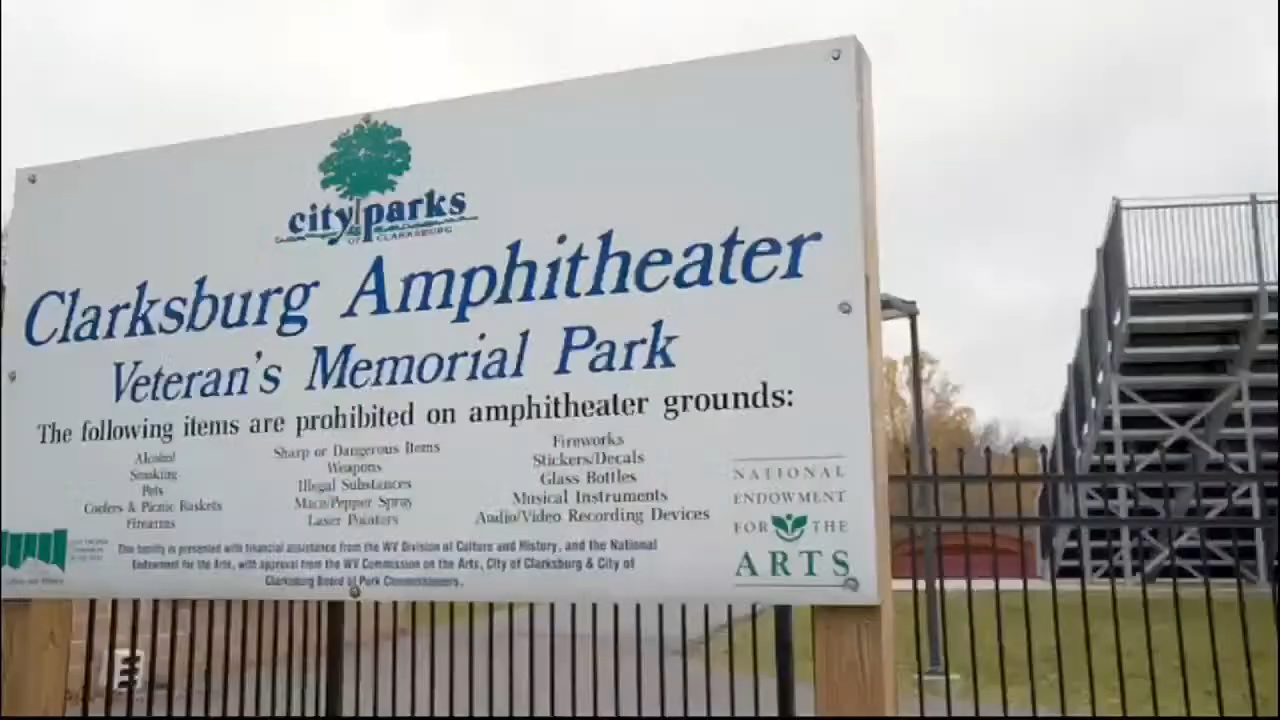 city parks
OF CLARKSBURG
Clarksburg Amphitheater
Veteran's Memorial Park
The following items are prohibited on amphitheater grounds:
Alcohol
Smoking
Pets
Coolers & Picnic Baskets
Firearms
Sharp or Dangerous Items
Weapons
Illegal Substances
Mace/Pepper Spray
Laser Pointers
Fireworks
Stickers/Decals
Glass Bottles
Musical Instruments
Audio/Video Recording Devices
NATIONAL
ENDOWMENT
FOR THE
ARTS
This facility is presented with financial assistance from the WV Division of Culture and History, and the National
Endowment for the Arts, with approval from the WV Commission on the Arts, City of Clarksburg & City of
Clarksburg Board of Park Commissioners.